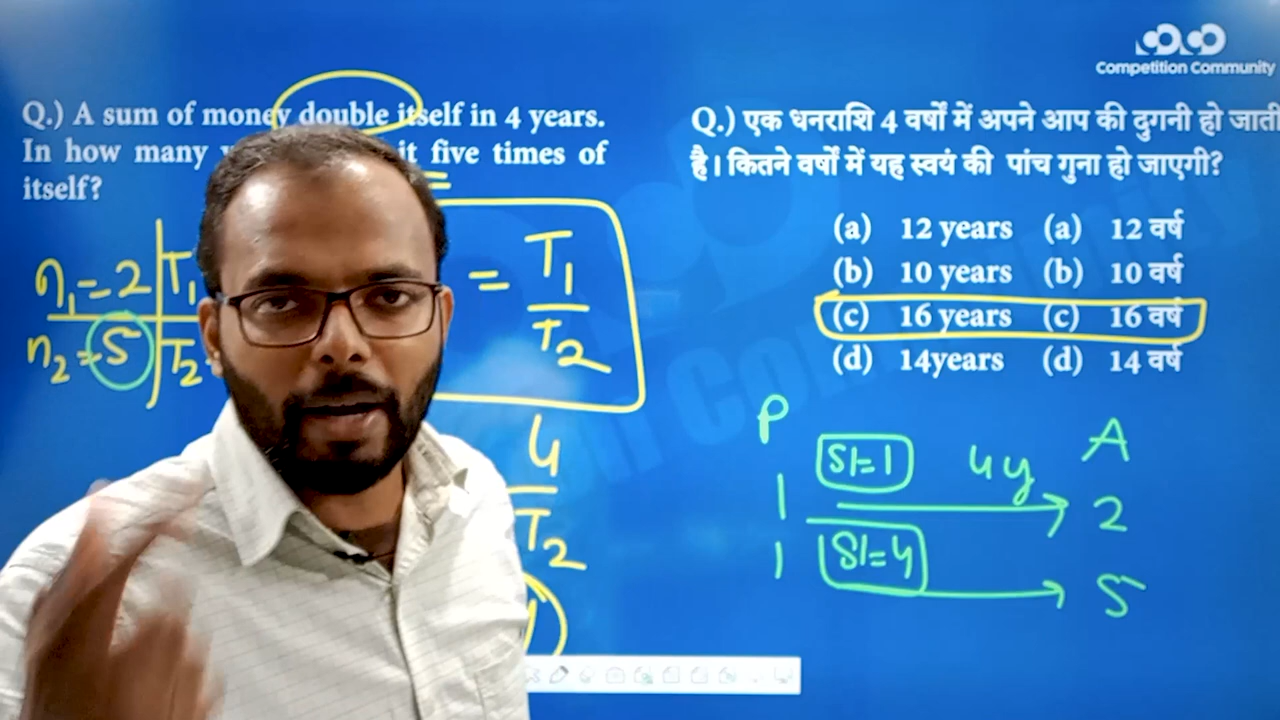 Competition Community
Q.) A sum of money double itself in 4 years.
In how many it five times of
itself?
Q.) एक धनराशि 4 वर्षों में अपने आप की दुगनी हो जाती
है। कितने वर्षों में यह स्वयं की पांच गुना हो जाएगी?
(a) 12 years (a) 12 वर्ष
(b) 10 years (b) 10 वर्ष
(c) 16 years (c) 16 वर्ष
(d) 14years (d) 14 वर्ष
n₁=2 T₁
n₂=5 T₂
= T₁
T₂
4
T₂
P A
1 SI=1 4y 2
1 SI=4 5